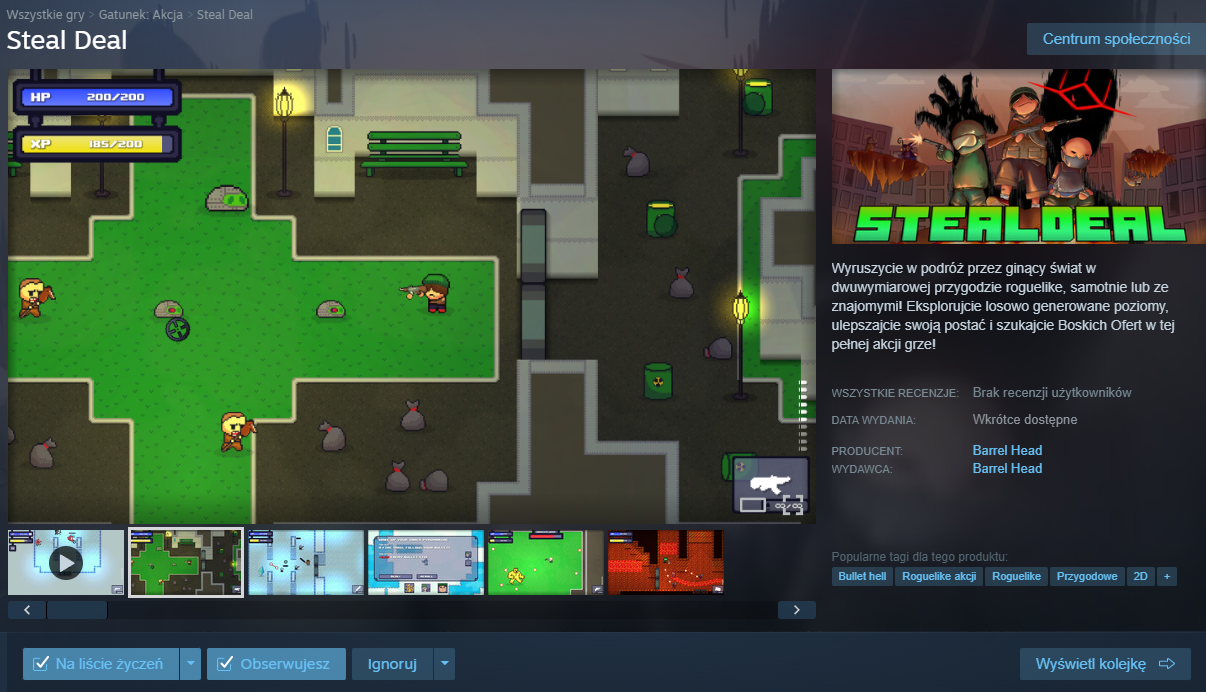 Wszystkie gry > Gatunek: Akcja > Steal Deal
Steal Deal
Centrum społeczności
HP 200/200
XP 185/200
∞/∞
STEALDEAL
Wyruszycie w podróż przez ginący świat w
dwuwymiarowej przygodzie roguelike, samotnie lub ze
znajomymi! Eksplorujcie losowo generowane poziomy,
ulepszajcie swoją postać i szukajcie Boskich Ofert w tej
pełnej akcji grze!
WSZYSTKIE RECENZJE: Brak recenzji użytkowników
DATA WYDANIA: Wkrótce dostępne
PRODUCENT: Barrel Head
WYDAWCA: Barrel Head
Popularne tagi dla tego produktu:
Bullet hell Roguelike akcji Roguelike Przygodowe 2D +
Na liście życzeń Obserwujesz Ignoruj Wyświetl kolejkę